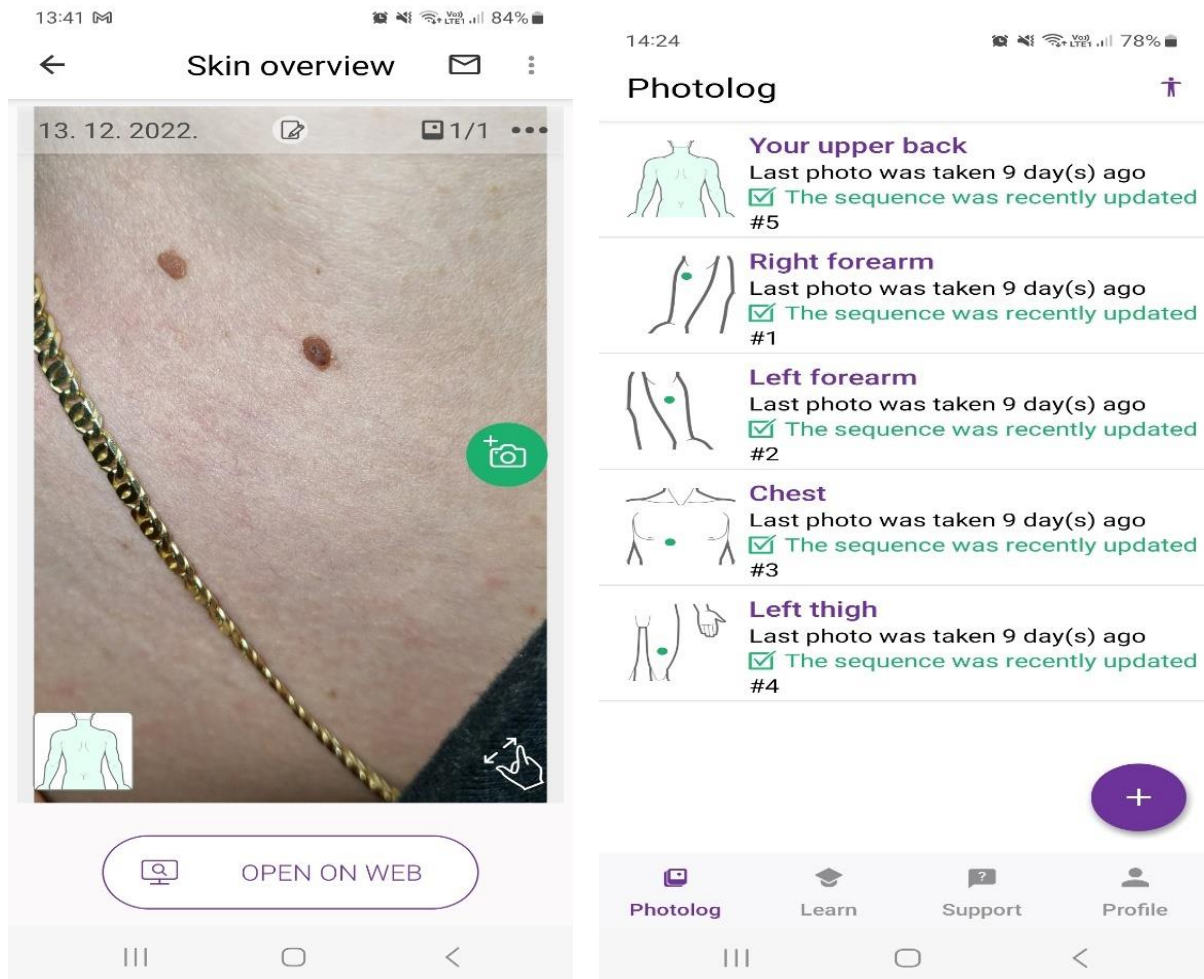 13:41
Vo))
LTE1
84%
Skin overview
13. 12. 2022.
1/1
OPEN ON WEB
14:24
Vo))
LTE1
78%
Photolog
Your upper back
Last photo was taken 9 day(s) ago
The sequence was recently updated
#5
Right forearm
Last photo was taken 9 day(s) ago
The sequence was recently updated
#1
Left forearm
Last photo was taken 9 day(s) ago
The sequence was recently updated
#2
Chest
Last photo was taken 9 day(s) ago
The sequence was recently updated
#3
Left thigh
Last photo was taken 9 day(s) ago
The sequence was recently updated
#4
Photolog Learn Support Profile